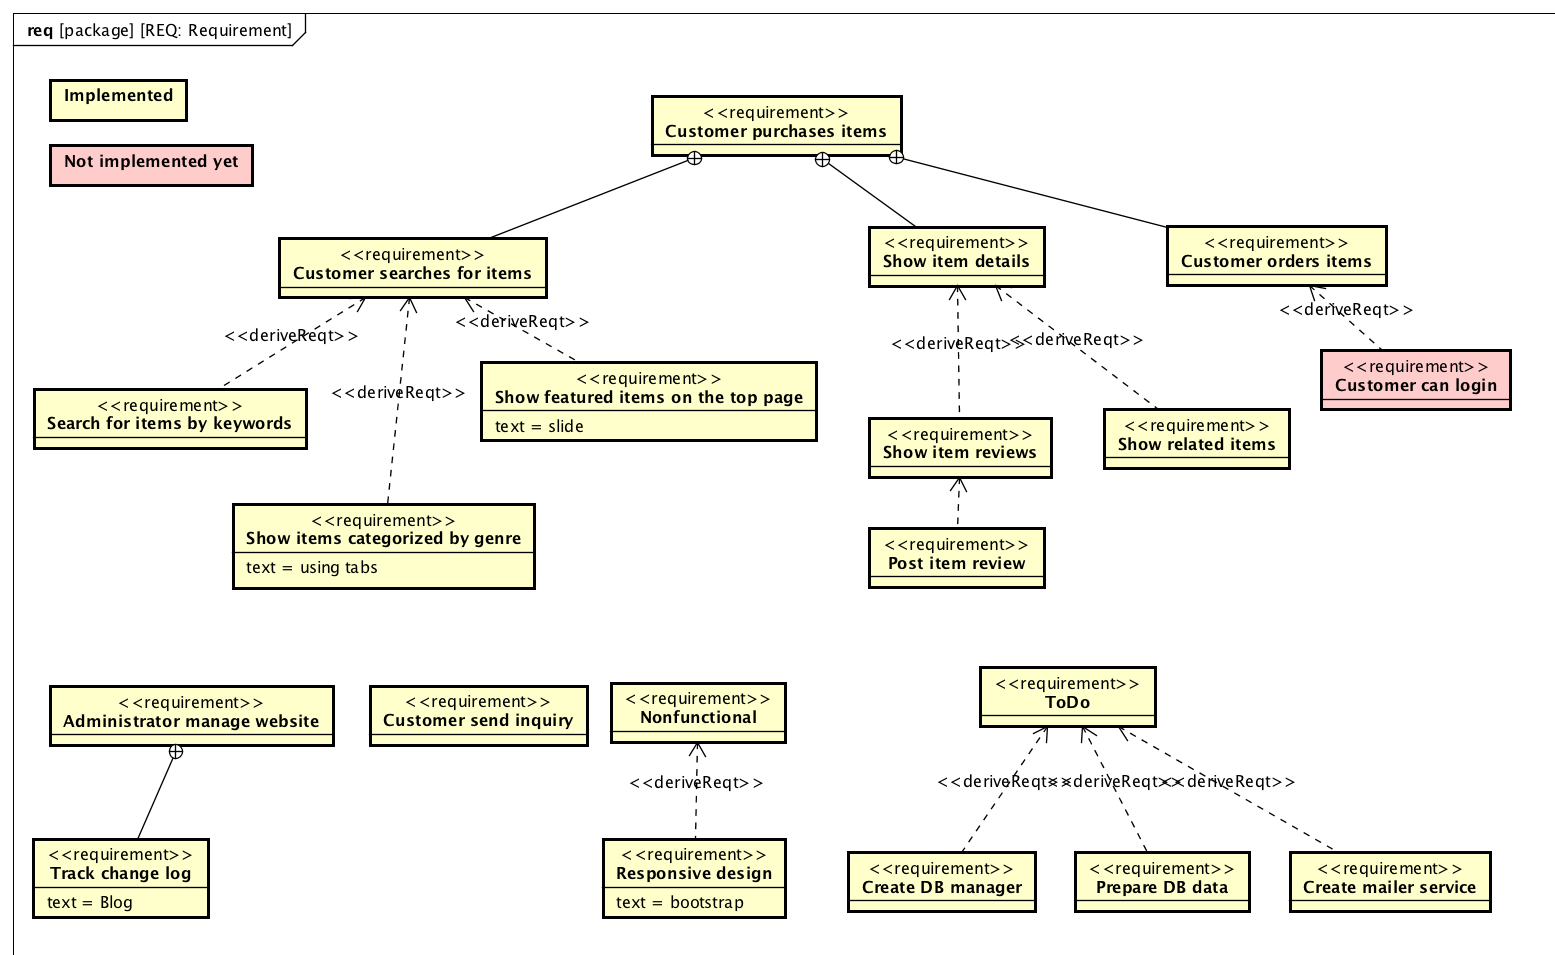 req [package] [REQ: Requirement]
Implemented
Not implemented yet
<<requirement>>
Customer purchases items
<<requirement>>
Customer searches for items
<<requirement>>
Show item details
<<requirement>>
Customer orders items
<<deriveReqt>>
<<deriveReqt>>
<<deriveReqt>>
<<deriveReqt>>
<<deriveReqt>>
<<deriveReqt>>
<<requirement>>
Search for items by keywords
<<requirement>>
Show featured items on the top page
text = slide
<<requirement>>
Customer can login
<<requirement>>
Show item reviews
<<requirement>>
Show related items
<<requirement>>
Show items categorized by genre
text = using tabs
<<requirement>>
Post item review
<<requirement>>
Administrator manage website
<<requirement>>
Customer send inquiry
<<requirement>>
Nonfunctional
<<requirement>>
ToDo
<<deriveReqt>>
<<deriveReqt>>
<<deriveReqt>>
<<deriveReqt>>
<<requirement>>
Track change log
text = Blog
<<requirement>>
Responsive design
text = bootstrap
<<requirement>>
Create DB manager
<<requirement>>
Prepare DB data
<<requirement>>
Create mailer service